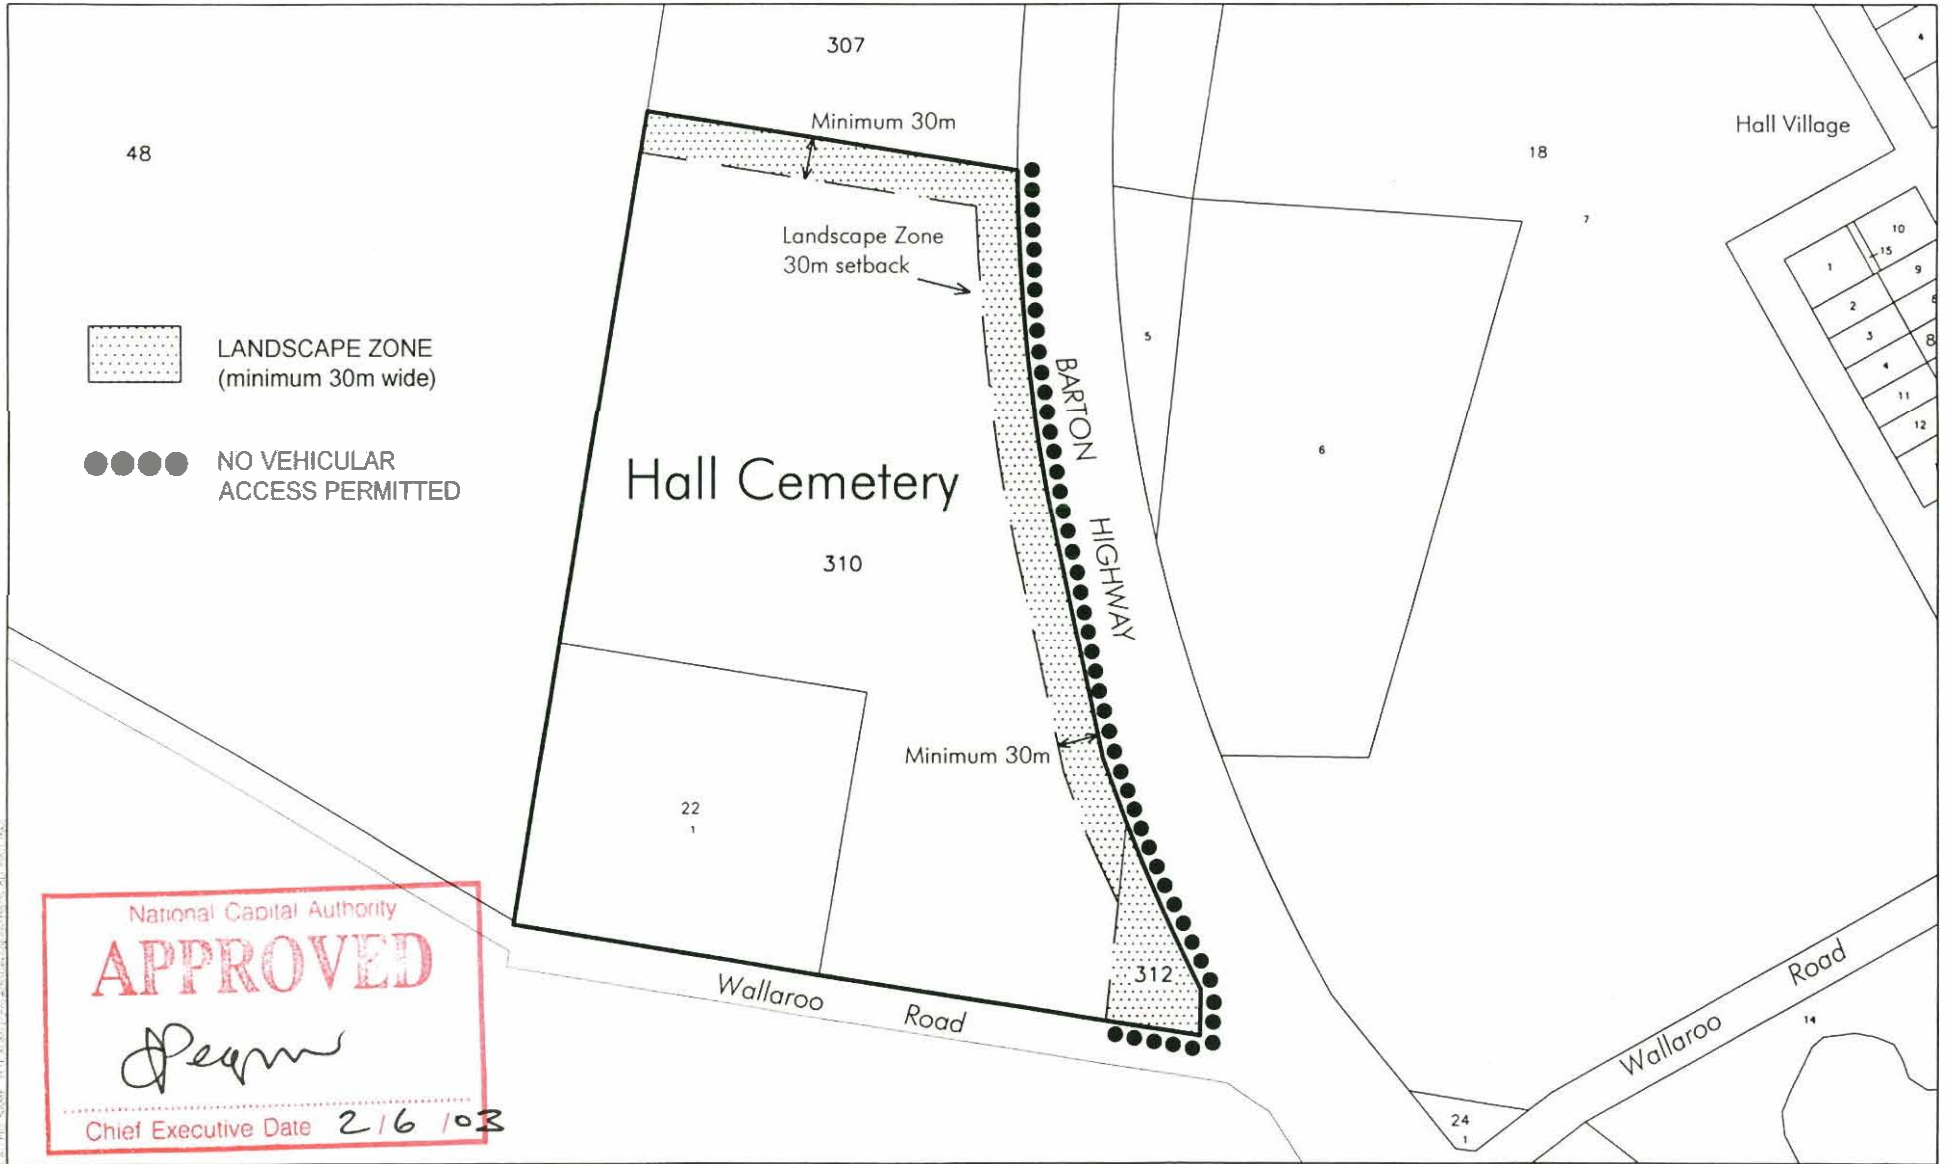 307
Minimum 30m
48
18
Hall Village
4
7
Landscape Zone
30m setback
10
15
1
9
2
3
8
4
11
12
5
6
LANDSCAPE ZONE
(minimum 30m wide)
NO VEHICULAR
ACCESS PERMITTED
BARTON HIGHWAY
Hall Cemetery
310
Minimum 30m
22
1
312
Wallaroo Road
Wallaroo Road
14
24
1
National Capital Authority
APPROVED
Chief Executive Date 2/6/03